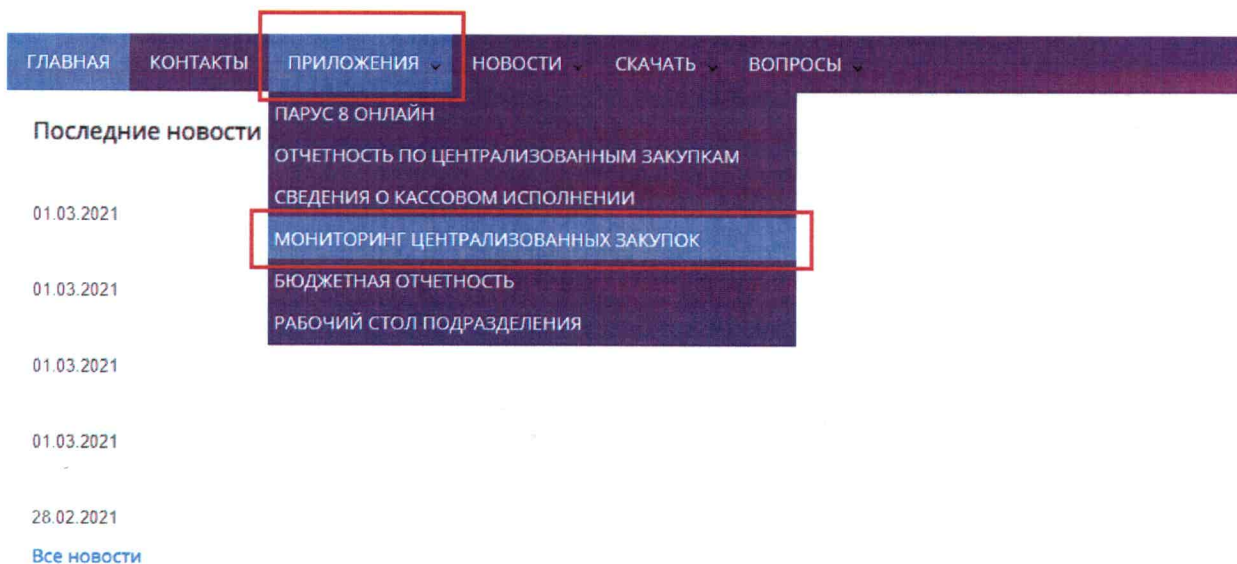 ГЛАВНАЯ КОНТАКТЫ ПРИЛОЖЕНИЯ НОВОСТИ СКАЧАТЬ ВОПРОСЫ
ПАРУС 8 ОНЛАЙН
Последние новости
ОТЧЕТНОСТЬ ПО ЦЕНТРАЛИЗОВАННЫМ ЗАКУПКАМ
СВЕДЕНИЯ О КАССОВОМ ИСПОЛНЕНИИ
01.03.2021
МОНИТОРИНГ ЦЕНТРАЛИЗОВАННЫХ ЗАКУПОК
БЮДЖЕТНАЯ ОТЧЕТНОСТЬ
01.03.2021
РАБОЧИЙ СТОЛ ПОДРАЗДЕЛЕНИЯ
01.03.2021
01.03.2021
28.02.2021
Все новости